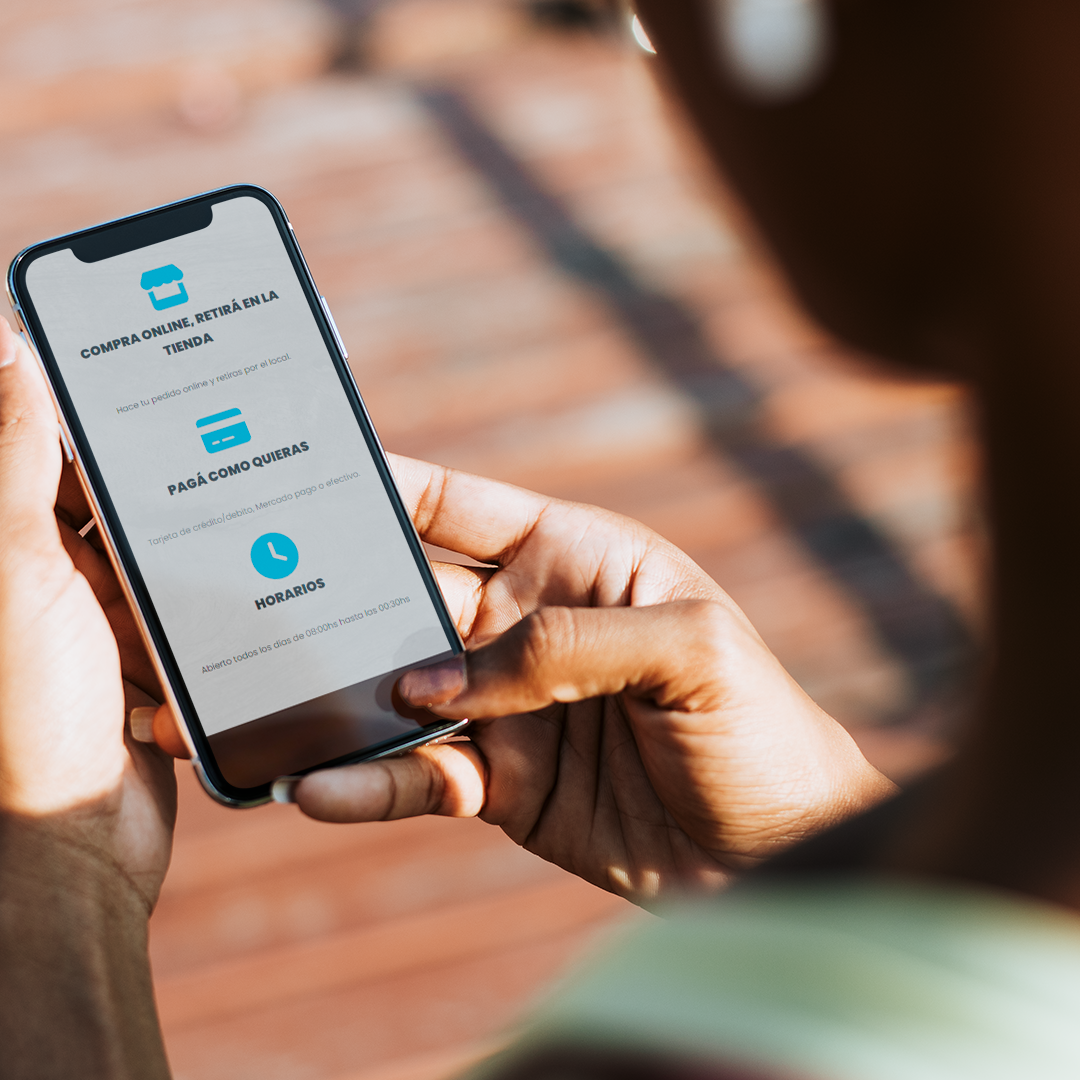 COMPRA ONLINE, RETIRÁ EN LA
TIENDA
Hace tu pedido online y retiras por el local.
PAGÁ COMO QUIERAS
Tarjeta de crédito/debito, Mercado pago o efectivo.
HORARIOS
Abierto todos los días de 08:00hs hasta las 00:30hs